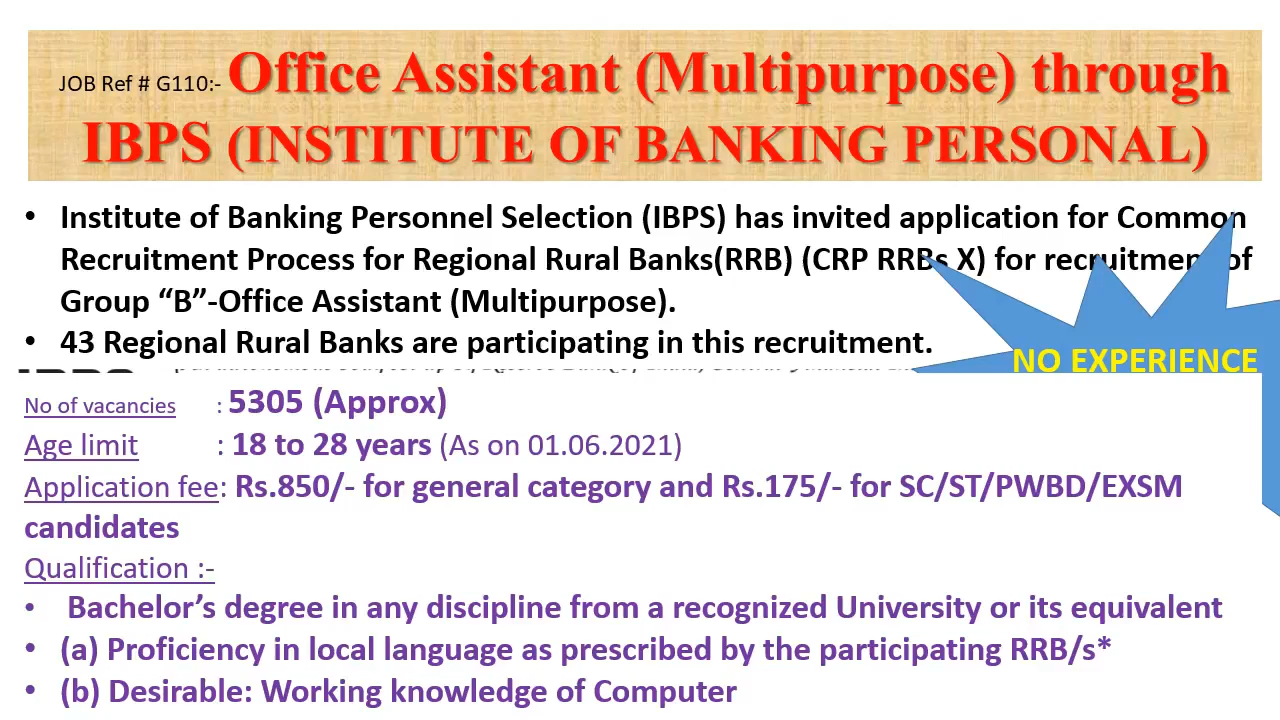 JOB Ref # G110:- Office Assistant (Multipurpose) through
IBPS (INSTITUTE OF BANKING PERSONAL)
• Institute of Banking Personnel Selection (IBPS) has invited application for Common
Recruitment Process for Regional Rural Banks(RRB) (CRP RRBs X) for recruitment of
Group “B”-Office Assistant (Multipurpose).
• 43 Regional Rural Banks are participating in this recruitment.
NO EXPERIENCE
No of vacancies : 5305 (Approx)
Age limit : 18 to 28 years (As on 01.06.2021)
Application fee: Rs.850/- for general category and Rs.175/- for SC/ST/PWBD/EXSM
candidates
Qualification :-
• Bachelor’s degree in any discipline from a recognized University or its equivalent
• (a) Proficiency in local language as prescribed by the participating RRB/s*
• (b) Desirable: Working knowledge of Computer